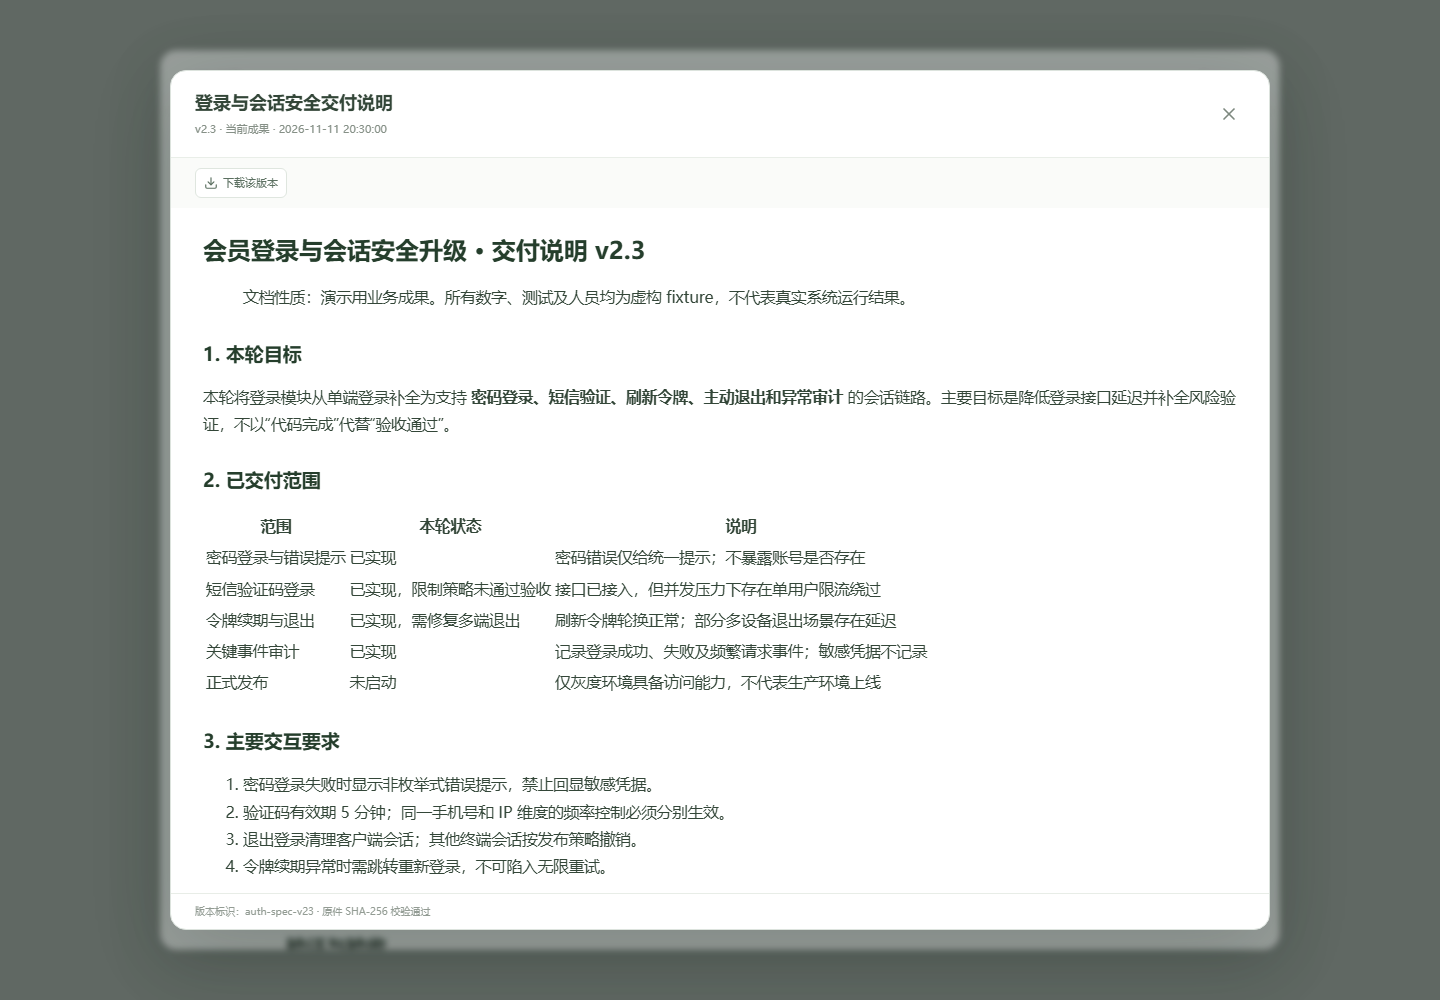 登录与会话安全交付说明
v2.3 · 当前成果 · 2026-11-11 20:30:00
下载该版本
会员登录与会话安全升级 · 交付说明 v2.3
文档性质：演示用业务成果。所有数字、测试及人员均为虚构 fixture，不代表真实系统运行结果。
1. 本轮目标
本轮将登录模块从单端登录补全为支持 密码登录、短信验证、刷新令牌、主动退出和异常审计 的会话链路。主要目标是降低登录接口延迟并补全风险验
证，不以“代码完成”代替“验收通过”。
2. 已交付范围
范围 本轮状态 说明
密码登录与错误提示 已实现 密码错误仅给统一提示；不暴露账号是否存在
短信验证码登录 已实现，限制策略未通过验收 接口已接入，但并发压力下存在单用户限流绕过
令牌续期与退出 已实现，需修复多端退出 刷新令牌轮换正常；部分多设备退出场景存在延迟
关键事件审计 已实现 记录登录成功、失败及频繁请求事件；敏感凭据不记录
正式发布 未启动 仅灰度环境具备访问能力，不代表生产环境上线
3. 主要交互要求
1. 密码登录失败时显示非枚举式错误提示，禁止回显敏感凭据。
2. 验证码有效期 5 分钟；同一手机号和 IP 维度的频率控制必须分别生效。
3. 退出登录清理客户端会话；其他终端会话按发布策略撤销。
4. 令牌续期异常时需跳转重新登录，不可陷入无限重试。
版本标识：auth-spec-v23 · 原件 SHA-256 校验通过